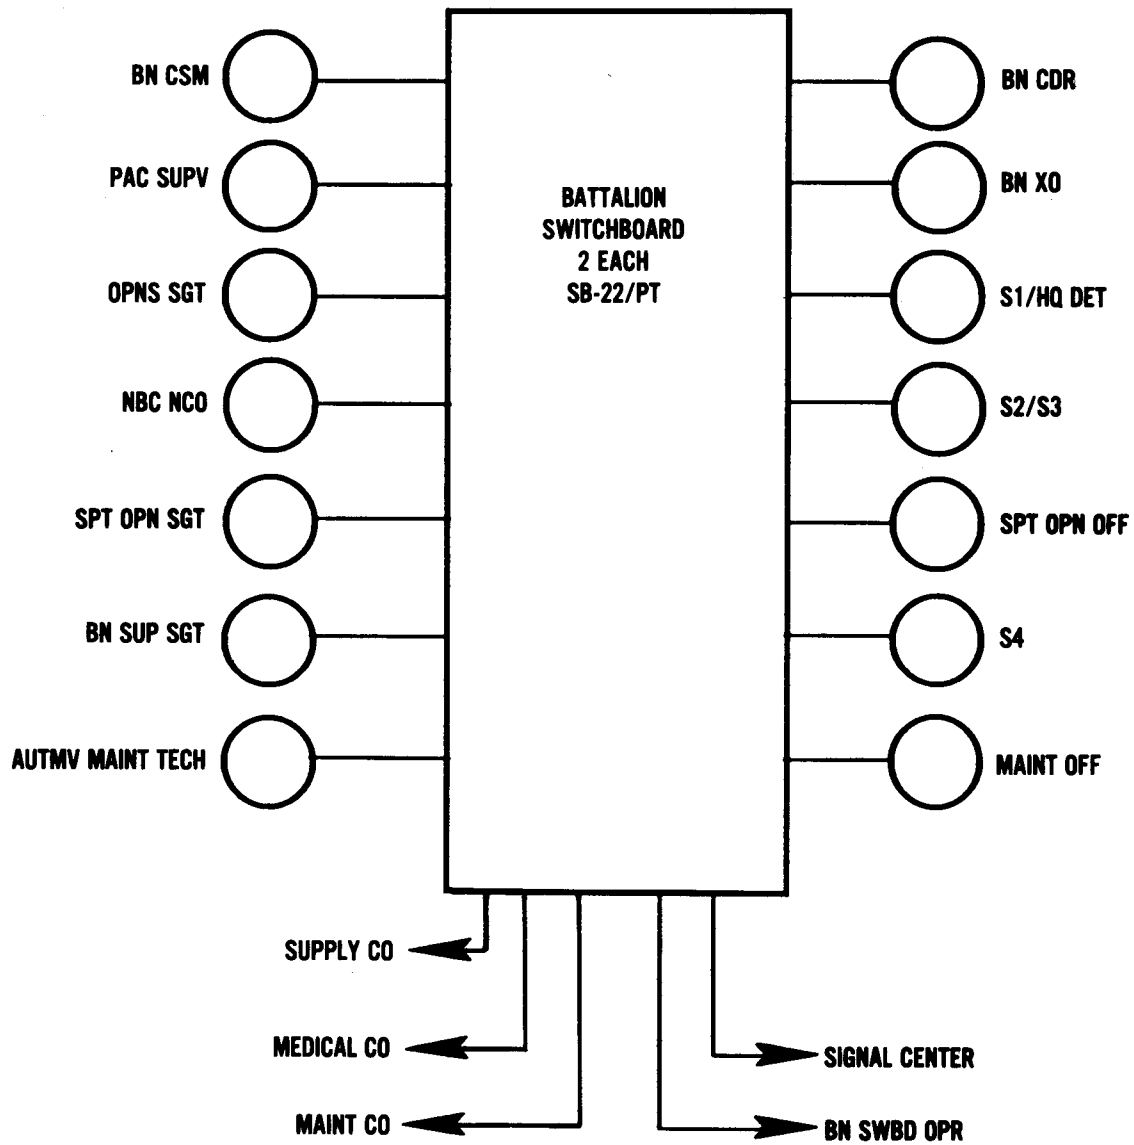 BN CSM
BN CDR
PAC SUPV
BN XO
BATTALION
SWITCHBOARD
2 EACH
SB-22/PT
OPNS SGT
S1/HQ DET
NBC NCO
S2/S3
SPT OPN SGT
SPT OPN OFF
BN SUP SGT
S4
AUTMV MAINT TECH
MAINT OFF
SUPPLY CO
MEDICAL CO
SIGNAL CENTER
MAINT CO
BN SWBD OPR